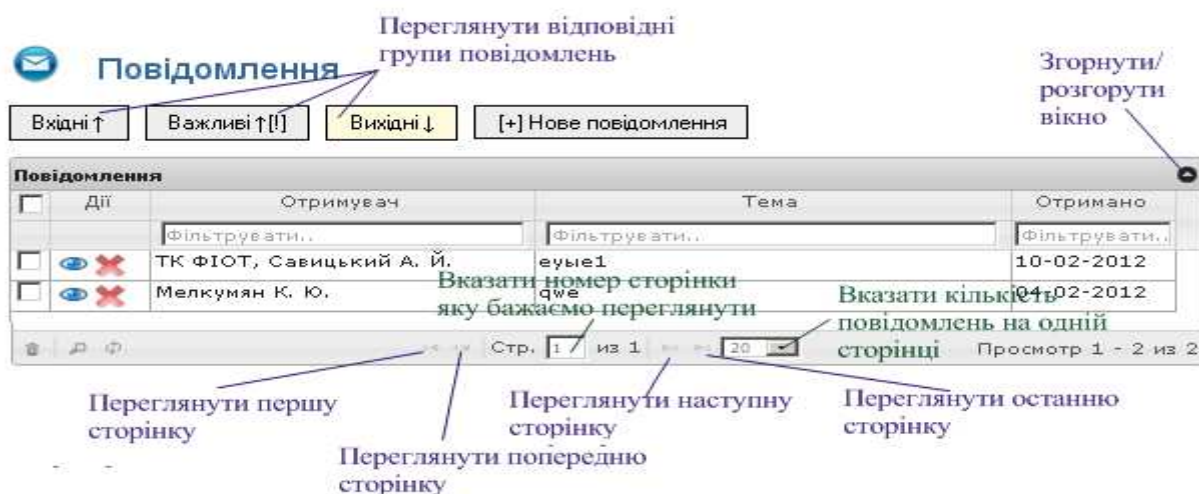 Переглянути відповідні
групи повідомлень
Повідомлення
Згорнути/
розгорути
вікно
Вхідні↑ Важливі↑[!] Вихідні↓ [+] Нове повідомлення
Повідомлення
Дії Отримувач Тема Отримано
Фільтрувати.. Фільтрувати.. Фільтрувати..
ТК ФІОТ, Савицький А. Й. еуые1 10-02-2012
Мелкумян К. Ю. qwe 04-02-2012
Вказати номер сторінки
яку бажаємо переглянути
Вказати кількість
повідомлень на одній
сторінці
Стр. 1 из 1 20 Просмотр 1 - 2 из 2
Переглянути першу
сторінку
Переглянути наступну
сторінку
Переглянути останню
сторінку
Переглянути попередню
сторінку